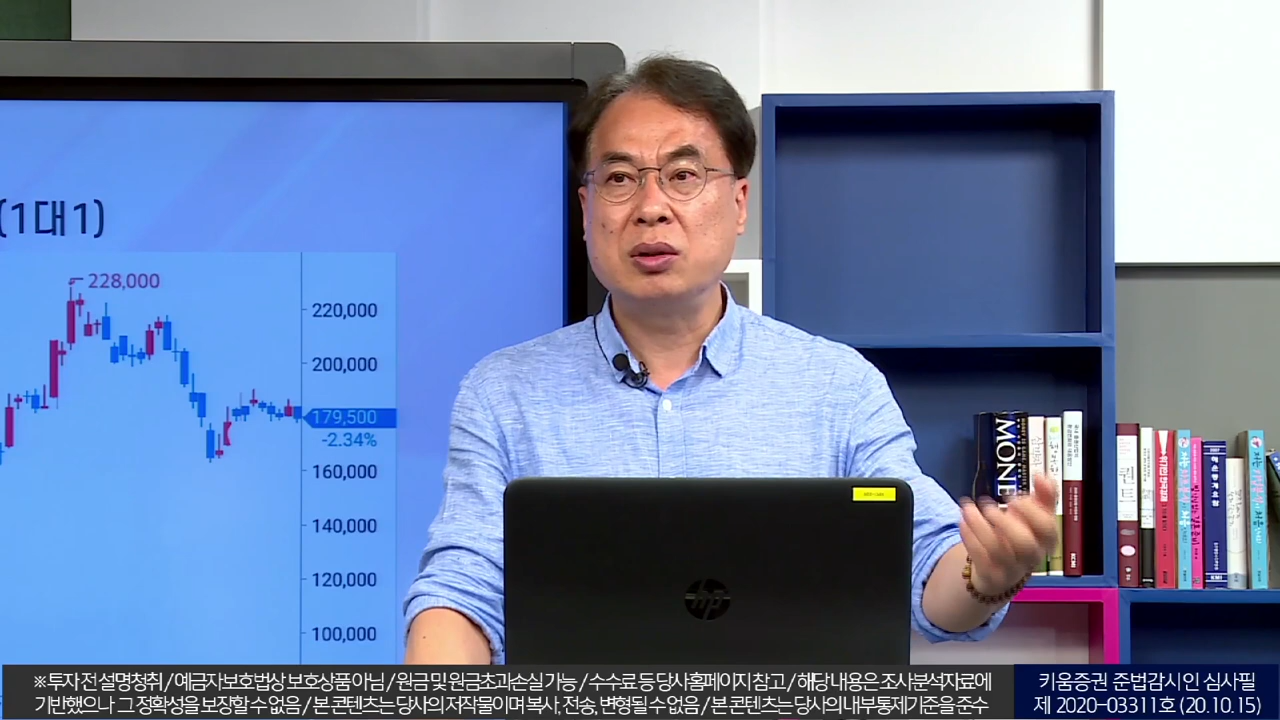 (1대1)
228,000
220,000
200,000
179,500
-2.34%
160,000
140,000
120,000
100,000
hp
MONE
※ 투자 전 설명청취 / 예금자보호법상 보호상품 아님 / 원금 및 원금초과손실 가능 / 수수료 등 당사 홈페이지 참고 / 해당 내용은 조사분석자료에
기반했으나 그 정확성을 보장할 수 없음 / 본 콘텐츠는 당사의 저작물이며 복사, 전송, 변형될 수 없음 / 본 콘텐츠는 당사의 내부통제기준을 준수
키움증권 준법감시인 심사필
제 2020-03311호 (20.10.15)